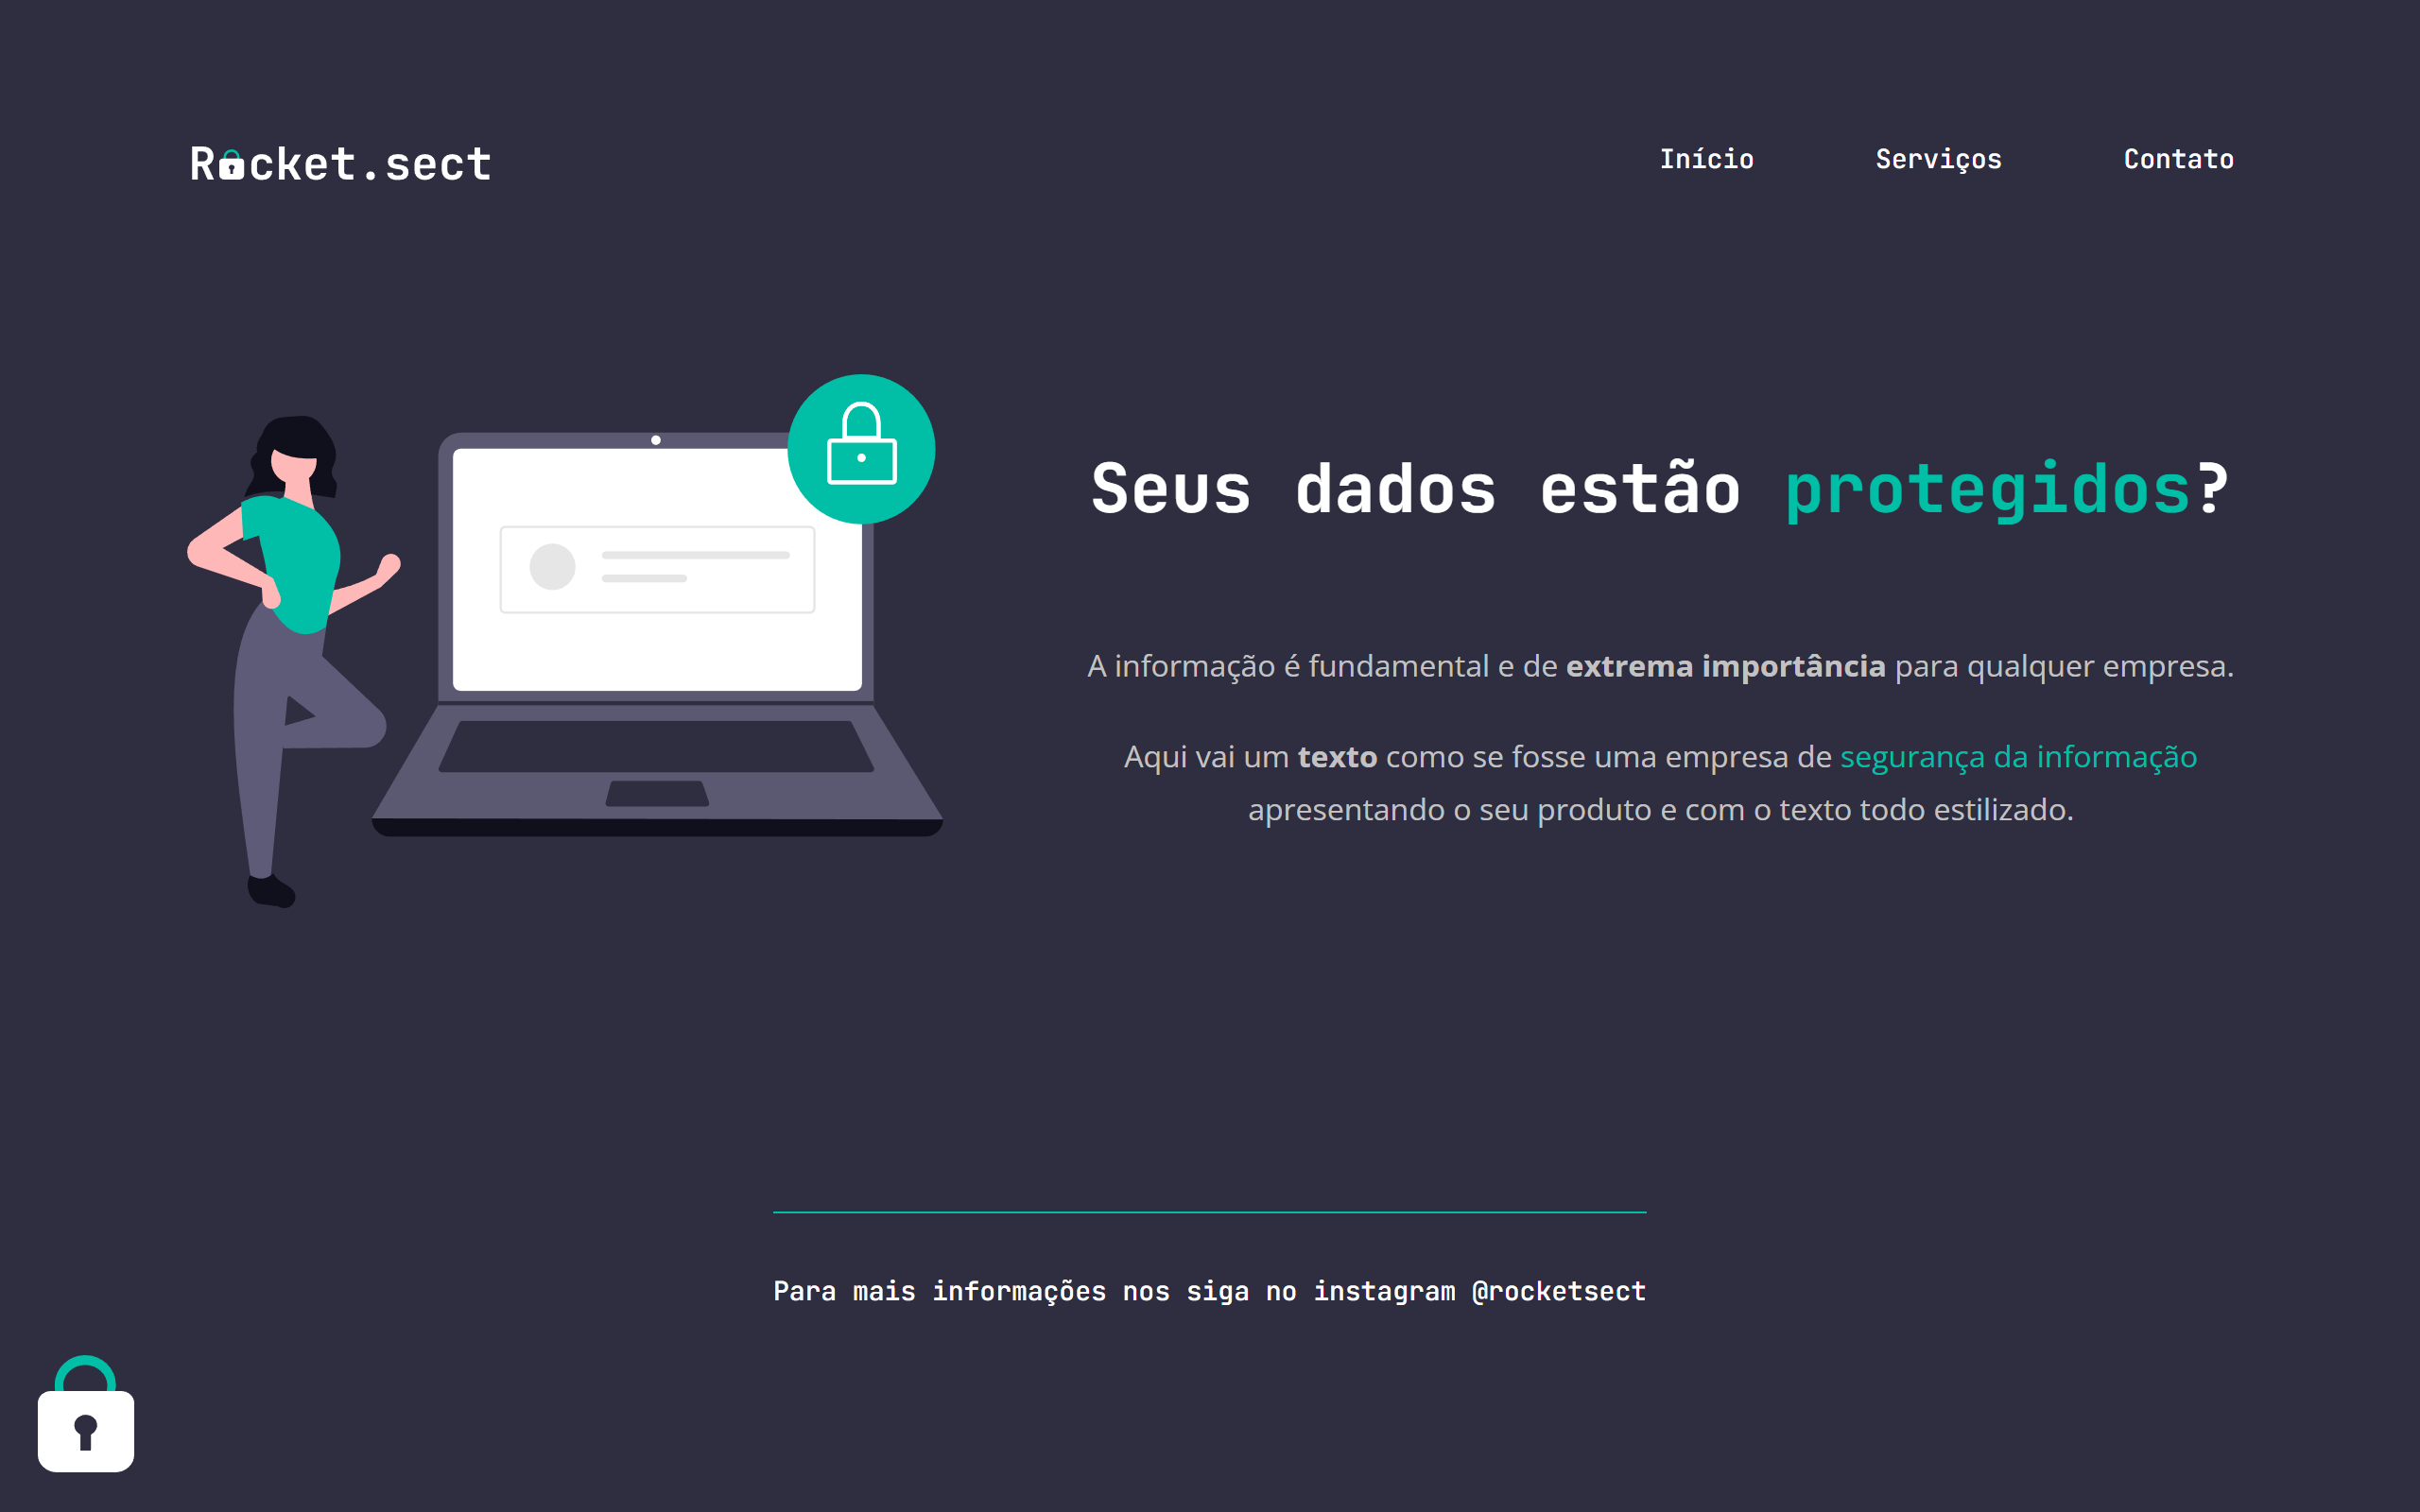 Rocket.sect
Início
Serviços
Contato
Seus dados estão protegidos?
A informação é fundamental e de extrema importância para qualquer empresa.
Aqui vai um texto como se fosse uma empresa de segurança da informação
apresentando o seu produto e com o texto todo estilizado.
Para mais informações nos siga no instagram @rocketsect